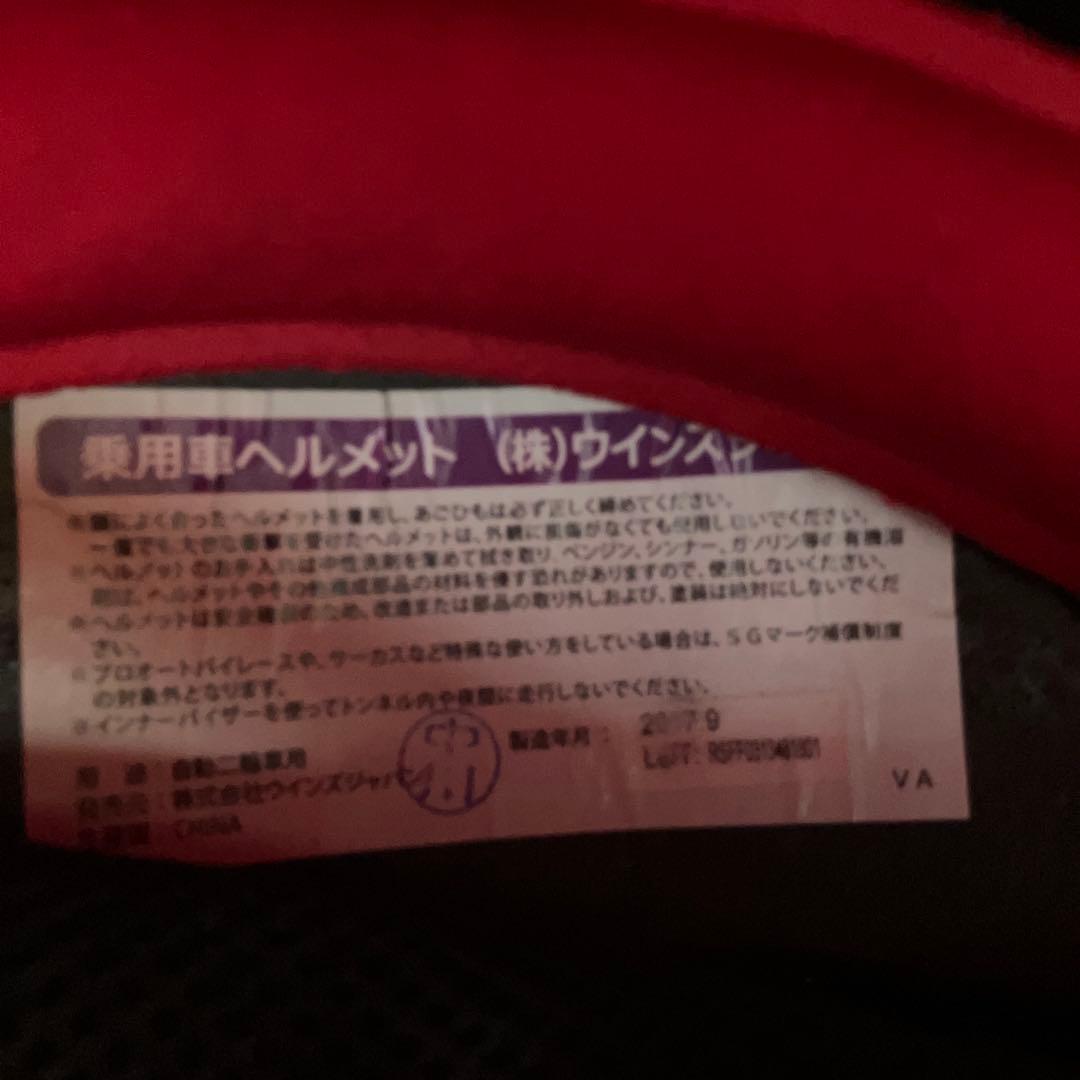 乗用車ヘルメット (株)ウインズジ
※頭によく合ったヘルメットを着用し、あごひもは必ず正しく締めてください。
一度でも大きな衝撃を受けたヘルメットは、外観に損傷がなくても使用しないでください。
※ヘルメットのお手入れは中性洗剤を薄めて拭き取り、ベンジン、シンナー、ガソリン等の有機溶
剤は、ヘルメットやその他構成部品の材料を侵す恐れがありますので、使用しないください。
※ヘルメットは安全確保のため、改造または部品の取り外しおよび、塗装は絶対にしないでくだ
さい。
※プロオートバイレースや、サーカスなど特殊な使い方をしている場合は、SGマーク補償制度
の対象外となります。
※インナーバイザーを使ってトンネル内や夜間に走行しないでください。
用 途:自動二輪車用
発売元:株式会社ウインズジャパン
生産国:CHINA
製造年月: 9
VA